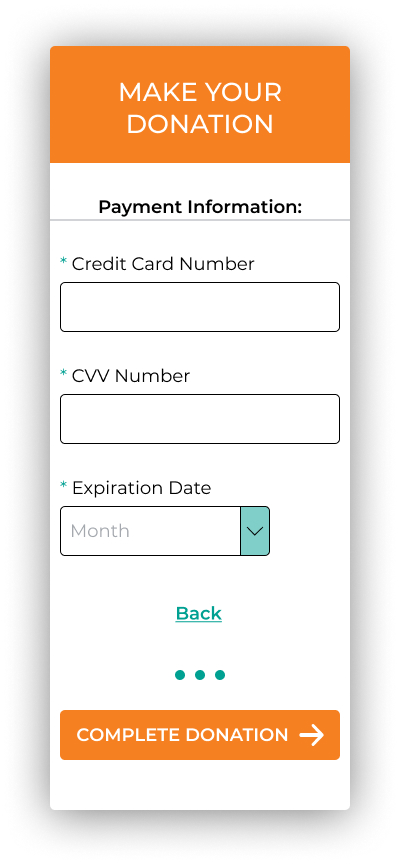 MAKE YOUR
DONATION
Payment Information:
* Credit Card Number
* CVV Number
* Expiration Date
Month
Back
COMPLETE DONATION